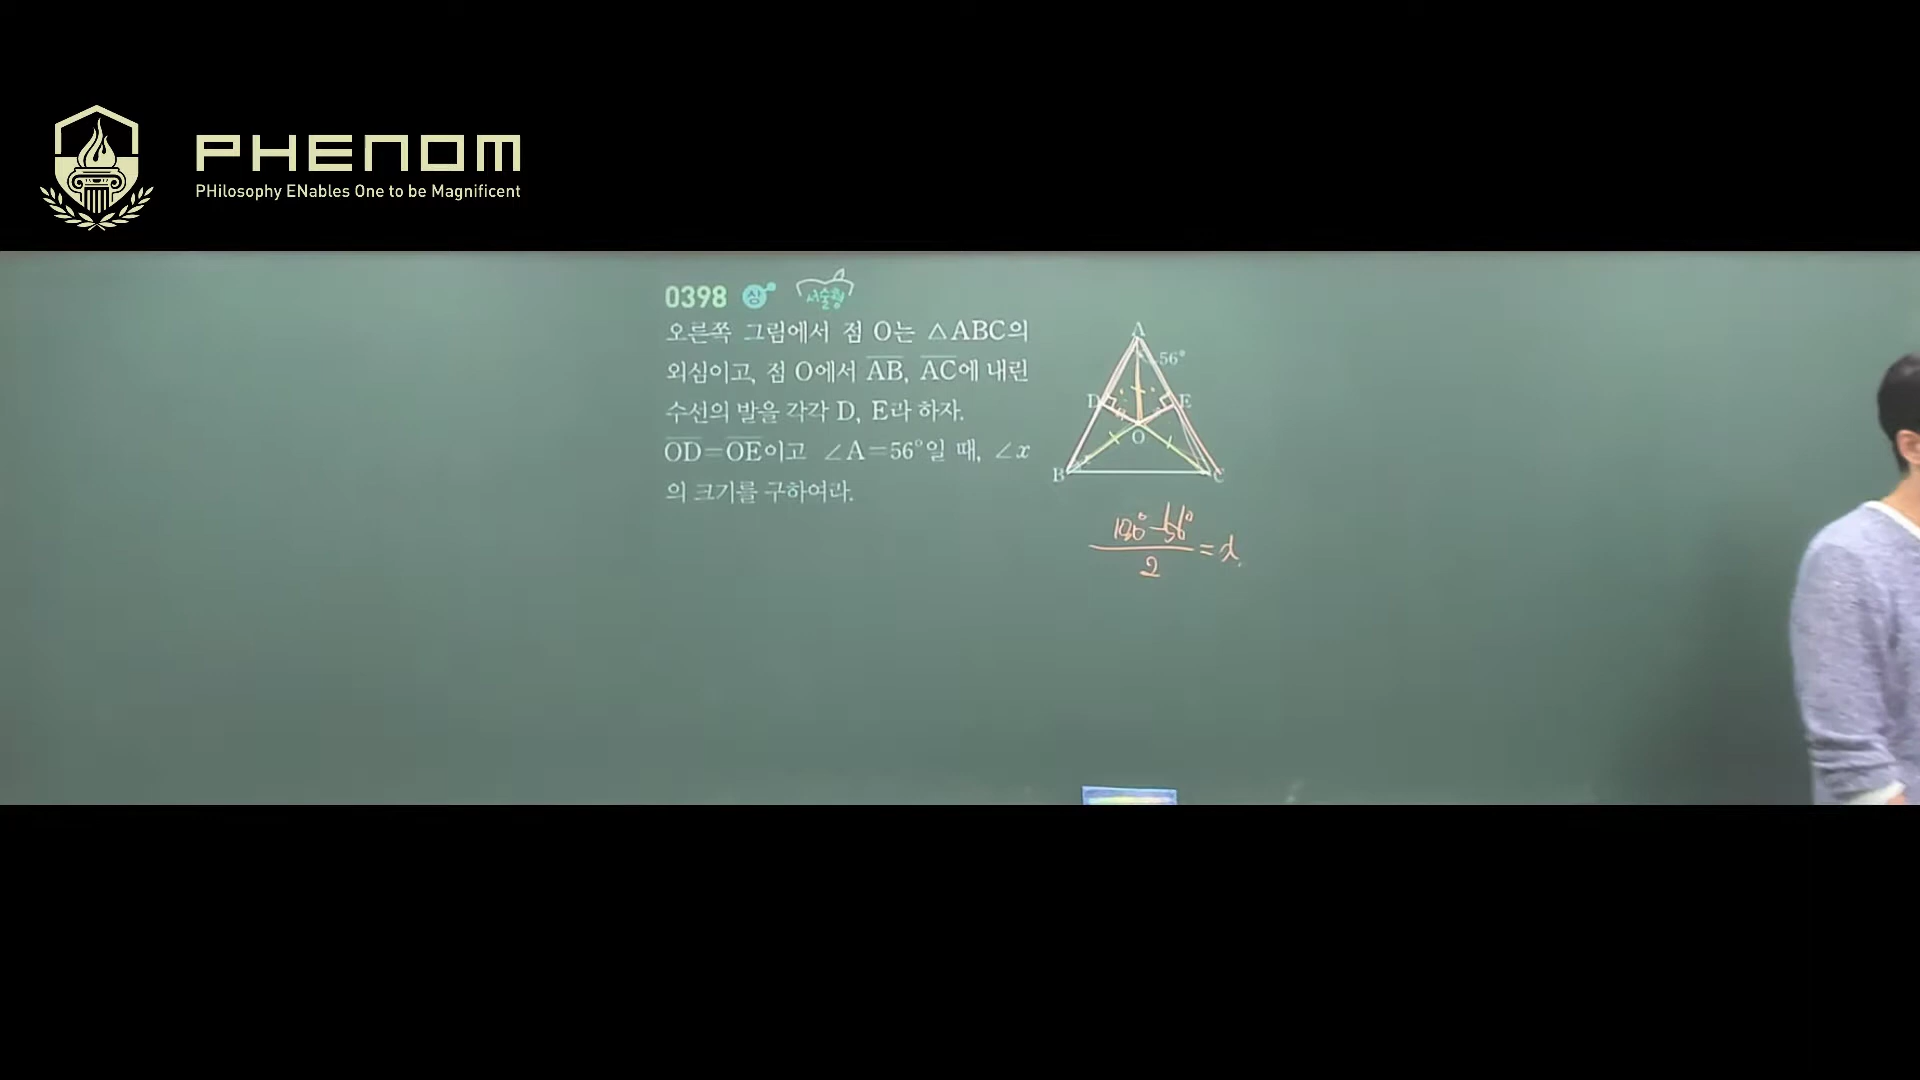 PHENOM
PHilosophy ENables One to be Magnificent
0398 상 서술형
오른쪽 그림에서 점 O는 △ABC의
외심이고, 점 O에서 AB, AC에 내린
수선의 발을 각각 D, E라 하자.
OD=OE이고 ∠A=56°일 때, ∠x
의 크기를 구하여라.
A
56°
D
E
O
B
C
180°-56°
2
=x